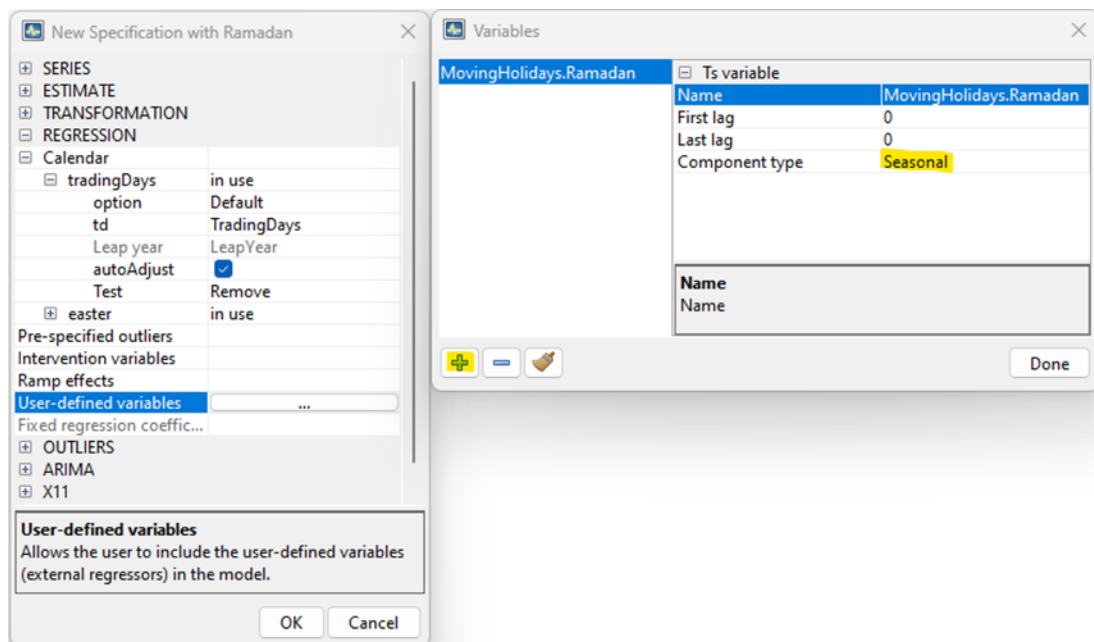 New Specification with Ramadan
SERIES
ESTIMATE
TRANSFORMATION
REGRESSION
Calendar
tradingDays in use
option Default
td TradingDays
Leap year LeapYear
autoAdjust
Test Remove
easter in use
Pre-specified outliers
Intervention variables
Ramp effects
User-defined variables ...
Fixed regression coeffic...
OUTLIERS
ARIMA
X11
User-defined variables
Allows the user to include the user-defined variables
(external regressors) in the model.
OK Cancel
Variables
MovingHolidays.Ramadan
Ts variable
Name MovingHolidays.Ramadan
First lag 0
Last lag 0
Component type Seasonal
Name
Name
Done